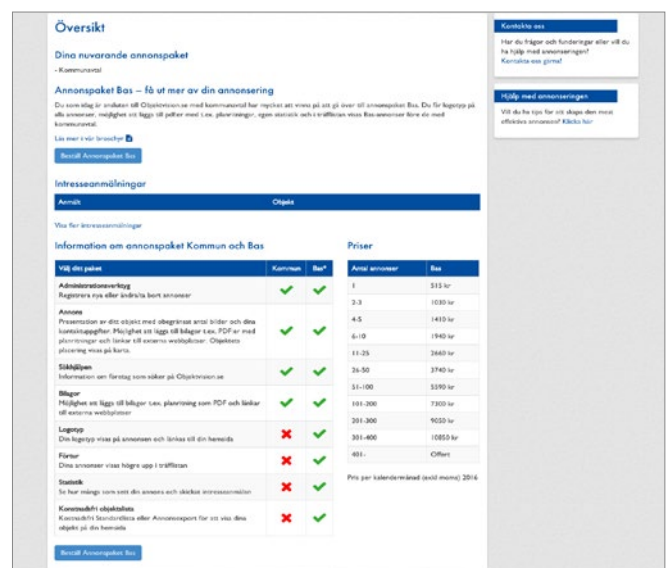 Översikt
Dina nuvarande annonspaket
- Kommunavtal
Annonspaket Bas – få ut mer av din annonsering
Du som idag är ansluten till Objektvision.se med kommunavtal har mycket att vinna på att gå över till annonspaket Bas. Du får logotyp på
alla annonser, möjlighet att lägga till pdf:er med t.ex. planritningar, egen statistik och i träfflistan visas Bas-annonser före de med
kommunavtal.
Läs mer i vår broschyr
Beställ Annonspaket Bas
Intresseanmälningar
Anmält Objekt
Visa fler intresseanmälningar
Information om annonspaket Kommun och Bas
Välj ditt paket Kommun Bas*
Administrationsverktyg
Registrera nya eller ändra/ta bort annonser
Annons
Presentation av ditt objekt med obegränsat antal bilder och dina
kontaktuppgifter. Möjlighet att lägga till bilagor t.ex. PDF:er med
planritningar och länkar till externa webbplatser. Objektets
placering visas på karta.
Sökhjälpen
Information om företag som söker på Objektvision.se
Bilagor
Möjlighet att lägga till bilagor t.ex. planritning som PDF och länkar
till externa webbplatser
Logotyp
Din logotyp visas på annonsen och länkas till din hemsida
Förtur
Dina annonser visas högre upp i träfflistan
Statistik
Se hur många som sett din annons och skickat intresseanmälan
Kostnadsfri objektslista
Kostnadsfri Standardlista eller Annonsexport för att visa dina
objekt på din hemsida
Beställ Annonspaket Bas
Priser
Antal annonser Bas
1 515 kr
2-3 1030 kr
4-5 1410 kr
6-10 1940 kr
11-25 2660 kr
26-50 3740 kr
51-100 5590 kr
101-200 7300 kr
201-300 9050 kr
301-400 10850 kr
401- Offert
Pris per kalendermånad (exkl moms) 2016
Kontakta oss
Har du frågor och funderingar eller vill du
ha hjälp med annonseringen?
Kontakta oss gärna!
Hjälp med annonseringen
Vill du ha tips för att skapa den mest
effektiva annonsen? Klicka här